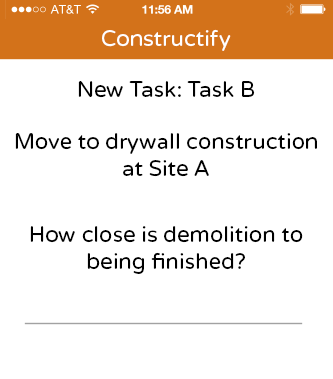 AT&T 11:56 AM
Constructify
New Task: Task B
Move to drywall construction
at Site A
How close is demolition to
being finished?